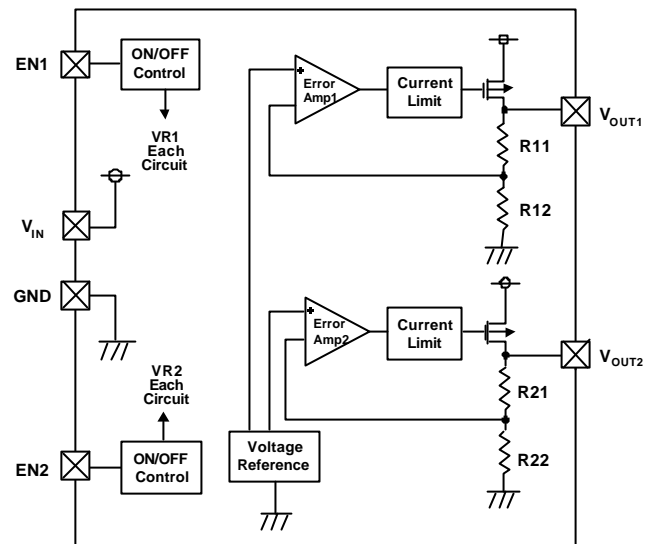 EN1
ON/OFF
Control
VR1
Each
Circuit
VIN
GND
VR2
Each
Circuit
EN2
ON/OFF
Control
+
Error
Amp1
Current
Limit
VOUT1
R11
R12
+
Error
Amp2
Current
Limit
VOUT2
R21
R22
Voltage
Reference